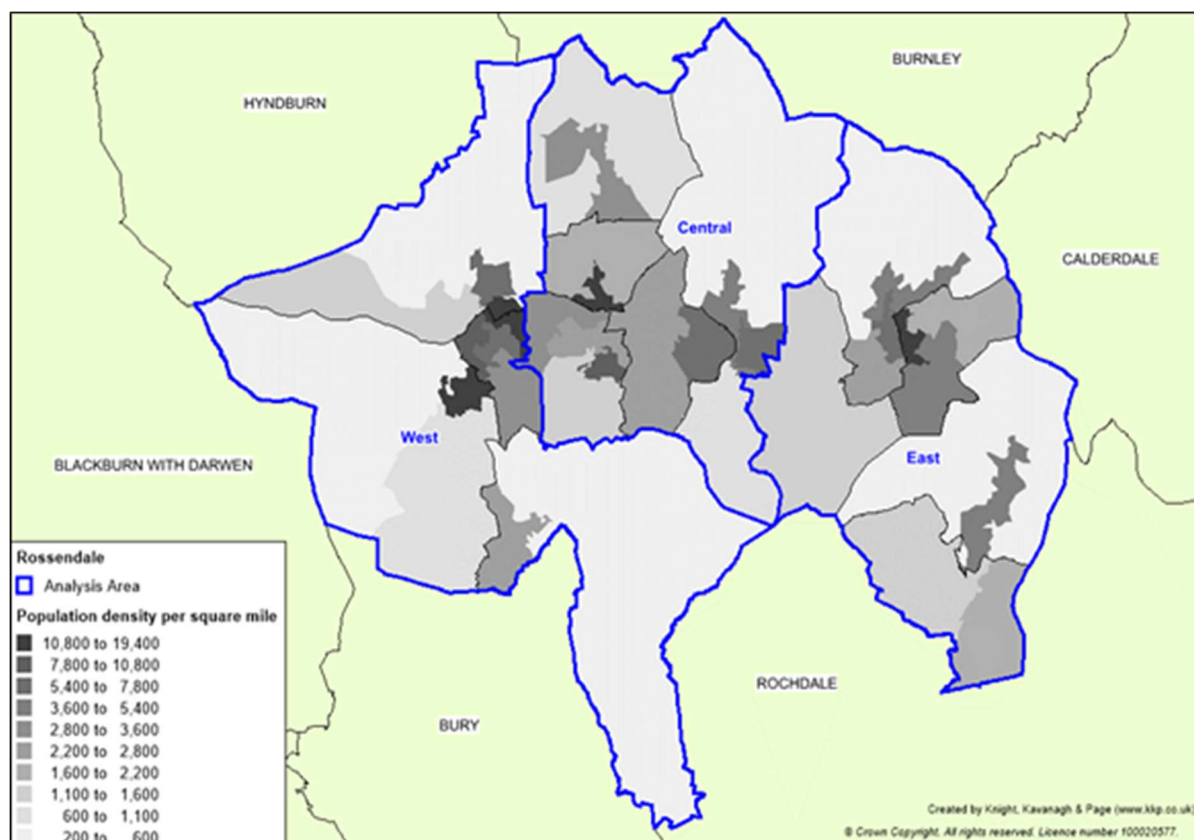 BURNLEY
HYNDBURN
Central
CALDERDALE
West
East
BLACKBURN WITH DARWEN
Rossendale
Analysis Area
Population density per square mile
10,800 to 19,400
7,800 to 10,800
5,400 to 7,800
3,600 to 5,400
2,800 to 3,600
2,200 to 2,800
1,600 to 2,200
1,100 to 1,600
600 to 1,100
200 to 600
ROCHDALE
BURY
Created by Knight, Kavanagh & Page (www.kkp.co.uk)
© Crown Copyright. All rights reserved. Licence number 100020577.